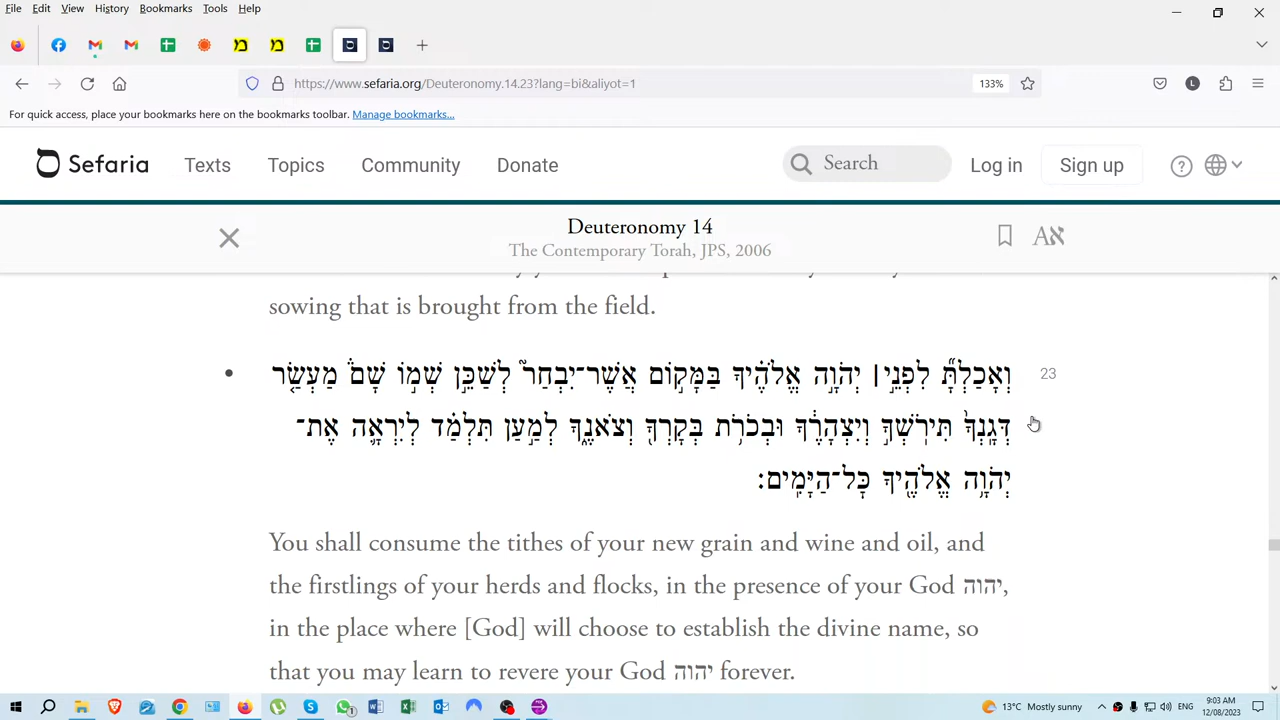 File Edit View History Bookmarks Tools Help
https://www.sefaria.org/Deuteronomy.14.23?lang=bi&aliyot=1
133%
For quick access, place your bookmarks here on the bookmarks toolbar. Manage bookmarks...
Sefaria Texts Topics Community Donate Search Log in Sign up
Deuteronomy 14
The Contemporary Torah, JPS, 2006
sowing that is brought from the field.
וְאָכַלְתָּ֞ לִפְנֵ֣י ׀ יְהֹוָ֣ה אֱלֹהֶ֗יךָ בַּמָּק֣וֹם אֲשֶׁר־יִבְחַר֮ לְשַׁכֵּ֣ן שְׁמ֣וֹ שָׁם֒ מַעְשַׂ֤ר 23
דְּגָֽנְךָ֙ תִּירֹֽשְׁךָ֣ וְיִצְהָרֶ֔ךָ וּבְכֹרֹ֥ת בְּקָרְךָ֖ וְצֹאנֶ֑ךָ לְמַ֣עַן תִּלְמַ֗ד לְיִרְאָ֛ה אֶת־
יְהֹוָ֥ה אֱלֹהֶ֖יךָ כׇּל־הַיָּמִֽים׃
You shall consume the tithes of your new grain and wine and oil, and
the firstlings of your herds and flocks, in the presence of your God יהוה,
in the place where [God] will choose to establish the divine name, so
that you may learn to revere your God יהוה forever.
13°C Mostly sunny ENG 9:03 AM
12/08/2023